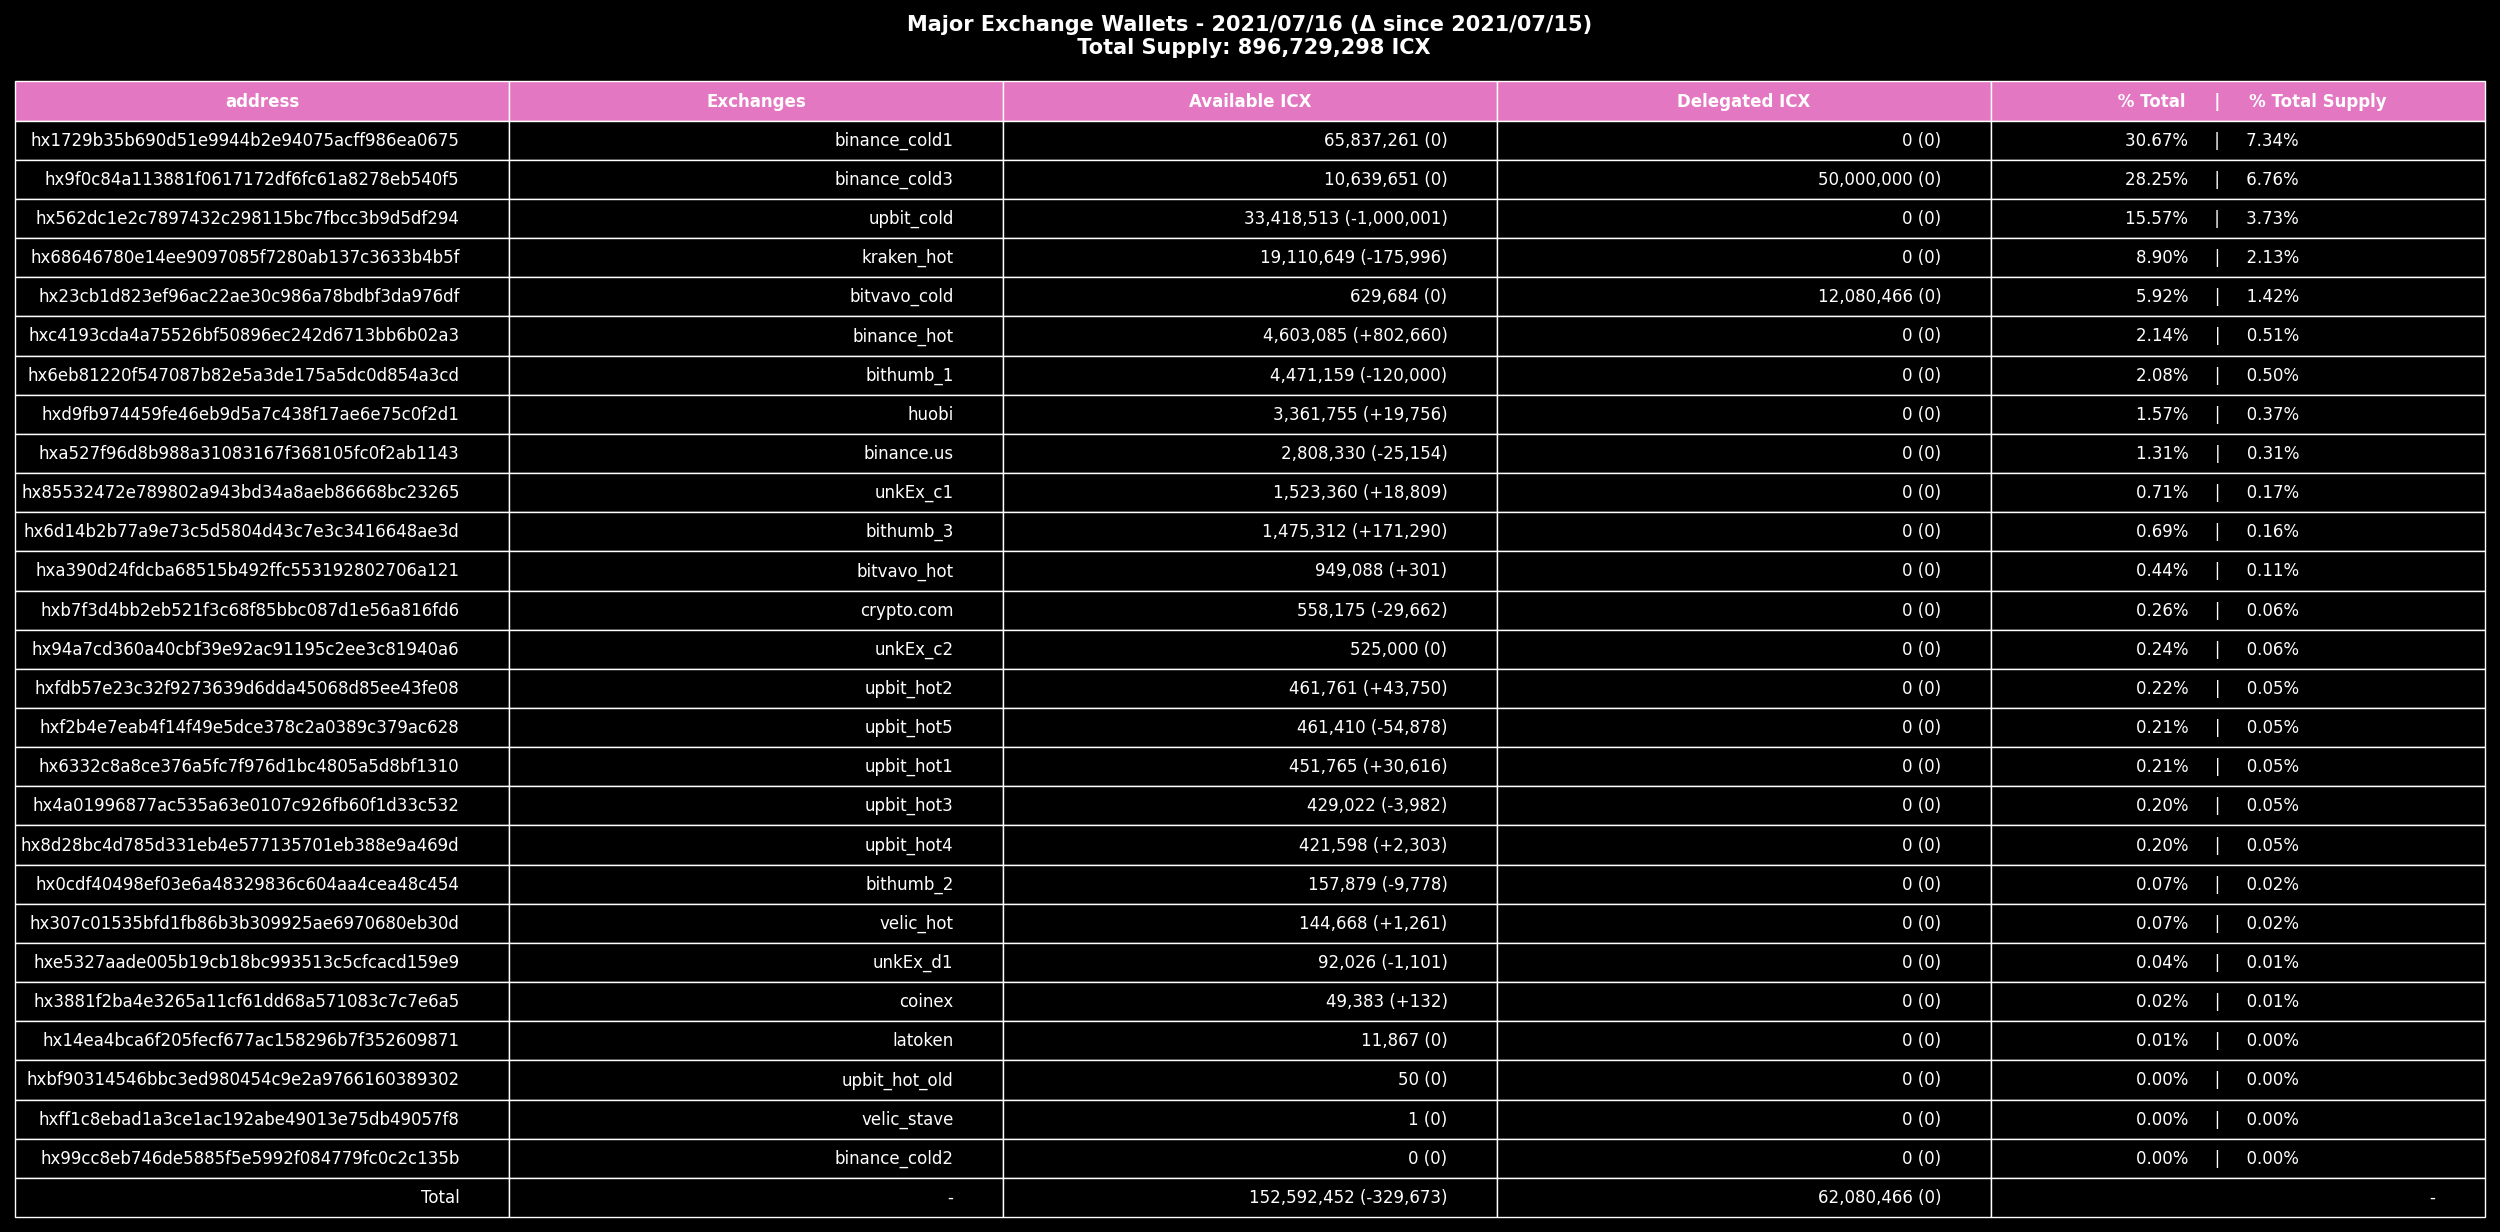 Major Exchange Wallets - 2021/07/16 (Δ since 2021/07/15)
Total Supply: 896,729,298 ICX
address Exchanges Available ICX Delegated ICX % Total | % Total Supply
hx1729b35b690d51e9944b2e94075acff986ea0675 binance_cold1 65,837,261 (0) 0 (0) 30.67% | 7.34%
hx9f0c84a113881f0617172df6fc61a8278eb540f5 binance_cold3 10,639,651 (0) 50,000,000 (0) 28.25% | 6.76%
hx562dc1e2c7897432c298115bc7fbcc3b9d5df294 upbit_cold 33,418,513 (-1,000,001) 0 (0) 15.57% | 3.73%
hx68646780e14ee9097085f7280ab137c3633b4b5f kraken_hot 19,110,649 (-175,996) 0 (0) 8.90% | 2.13%
hx23cb1d823ef96ac22ae30c986a78bdbf3da976df bitvavo_cold 629,684 (0) 12,080,466 (0) 5.92% | 1.42%
hxc4193cda4a75526bf50896ec242d6713bb6b02a3 binance_hot 4,603,085 (+802,660) 0 (0) 2.14% | 0.51%
hx6eb81220f547087b82e5a3de175a5dc0d854a3cd bithumb_1 4,471,159 (-120,000) 0 (0) 2.08% | 0.50%
hxd9fb974459fe46eb9d5a7c438f17ae6e75c0f2d1 huobi 3,361,755 (+19,756) 0 (0) 1.57% | 0.37%
hxa527f96d8b988a31083167f368105fc0f2ab1143 binance.us 2,808,330 (-25,154) 0 (0) 1.31% | 0.31%
hx85532472e789802a943bd34a8aeb86668bc23265 unkEx_c1 1,523,360 (+18,809) 0 (0) 0.71% | 0.17%
hx6d14b2b77a9e73c5d5804d43c7e3c3416648ae3d bithumb_3 1,475,312 (+171,290) 0 (0) 0.69% | 0.16%
hxa390d24fdcba68515b492ffc553192802706a121 bitvavo_hot 949,088 (+301) 0 (0) 0.44% | 0.11%
hxb7f3d4bb2eb521f3c68f85bbc087d1e56a816fd6 crypto.com 558,175 (-29,662) 0 (0) 0.26% | 0.06%
hx94a7cd360a40cbf39e92ac91195c2ee3c81940a6 unkEx_c2 525,000 (0) 0 (0) 0.24% | 0.06%
hxfdb57e23c32f9273639d6dda45068d85ee43fe08 upbit_hot2 461,761 (+43,750) 0 (0) 0.22% | 0.05%
hxf2b4e7eab4f14f49e5dce378c2a0389c379ac628 upbit_hot5 461,410 (-54,878) 0 (0) 0.21% | 0.05%
hx6332c8a8ce376a5fc7f976d1bc4805a5d8bf1310 upbit_hot1 451,765 (+30,616) 0 (0) 0.21% | 0.05%
hx4a01996877ac535a63e0107c926fb60f1d33c532 upbit_hot3 429,022 (-3,982) 0 (0) 0.20% | 0.05%
hx8d28bc4d785d331eb4e577135701eb388e9a469d upbit_hot4 421,598 (+2,303) 0 (0) 0.20% | 0.05%
hx0cdf40498ef03e6a48329836c604aa4cea48c454 bithumb_2 157,879 (-9,778) 0 (0) 0.07% | 0.02%
hx307c01535bfd1fb86b3b309925ae6970680eb30d velic_hot 144,668 (+1,261) 0 (0) 0.07% | 0.02%
hxe5327aade005b19cb18bc993513c5cfcacd159e9 unkEx_d1 92,026 (-1,101) 0 (0) 0.04% | 0.01%
hx3881f2ba4e3265a11cf61dd68a571083c7c7e6a5 coinex 49,383 (+132) 0 (0) 0.02% | 0.01%
hx14ea4bca6f205fecf677ac158296b7f352609871 latoken 11,867 (0) 0 (0) 0.01% | 0.00%
hxbf90314546bbc3ed980454c9e2a9766160389302 upbit_hot_old 50 (0) 0 (0) 0.00% | 0.00%
hxff1c8ebad1a3ce1ac192abe49013e75db49057f8 velic_stave 1 (0) 0 (0) 0.00% | 0.00%
hx99cc8eb746de5885f5e5992f084779fc0c2c135b binance_cold2 0 (0) 0 (0) 0.00% | 0.00%
Total - 152,592,452 (-329,673) 62,080,466 (0) -